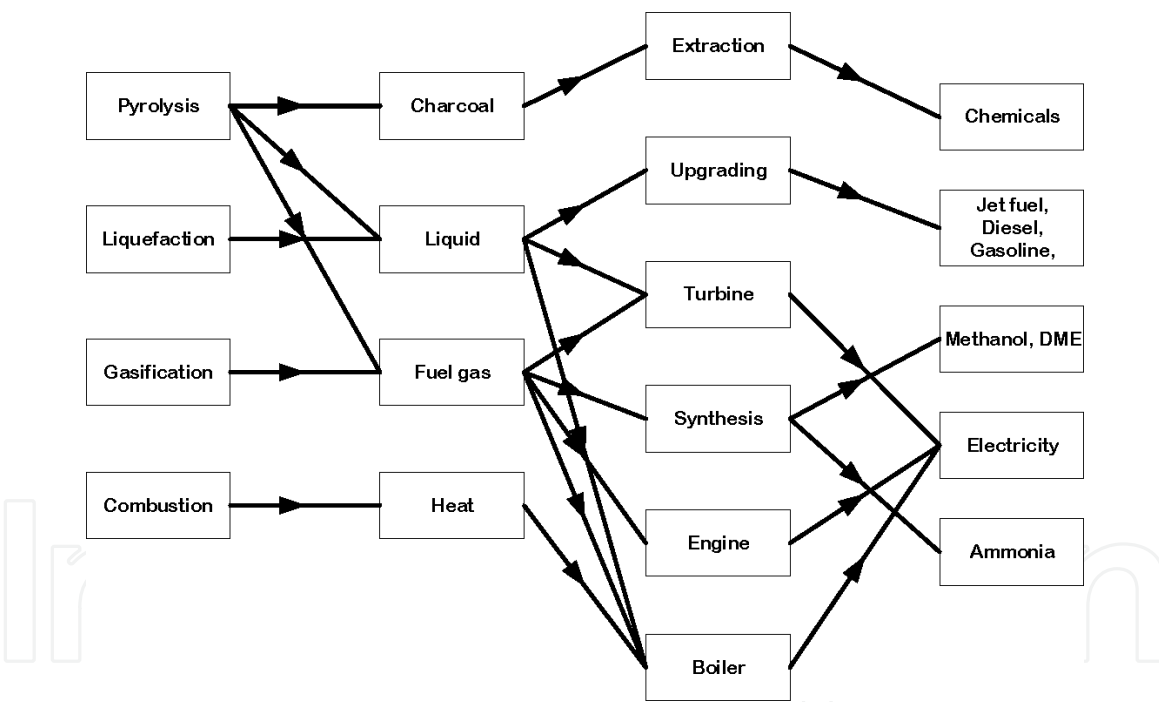 Extraction
Pyrolysis
Charcoal
Chemicals
Upgrading
Jet fuel,
Diesel,
Gasoline,
Liquefaction
Liquid
Turbine
Methanol, DME
Gasification
Fuel gas
Synthesis
Electricity
Combustion
Heat
Engine
Ammonia
Boiler